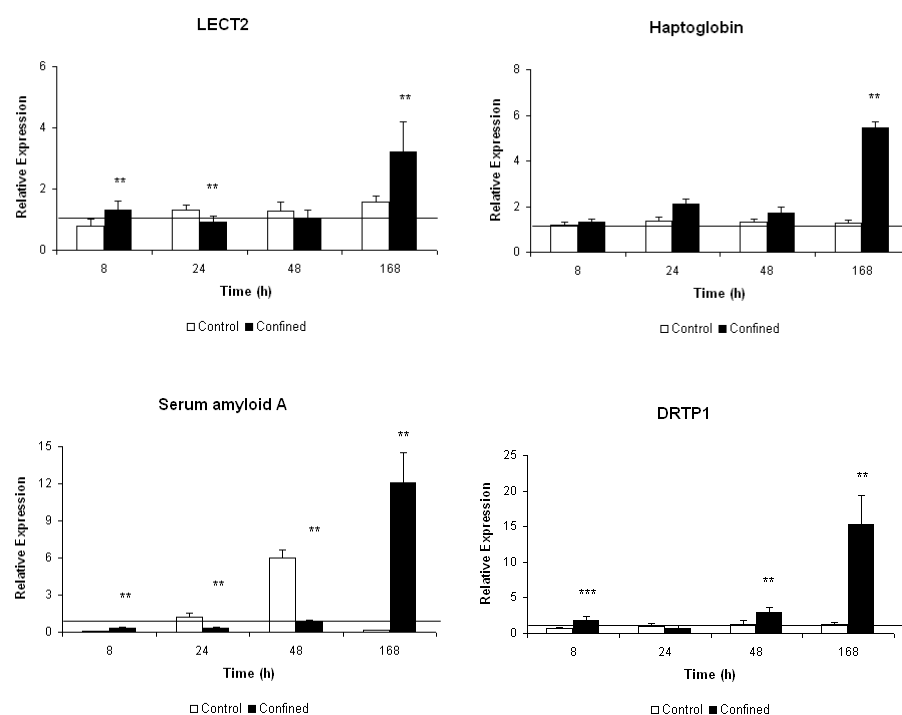 LECT2
Relative Expression
6
4
2
0
**
**
**
8 24 48 168
Time (h)
Control Confined
Haptoglobin
Relative Expression
8
6
4
2
0
**
8 24 48 168
Time (h)
Control Confined
Serum amyloid A
Relative Expression
15
12
9
6
3
0
**
**
**
**
8 24 48 168
Time (h)
Control Confined
DRTP1
Relative Expression
25
20
15
10
5
0
***
**
**
8 24 48 168
Time (h)
Control Confined